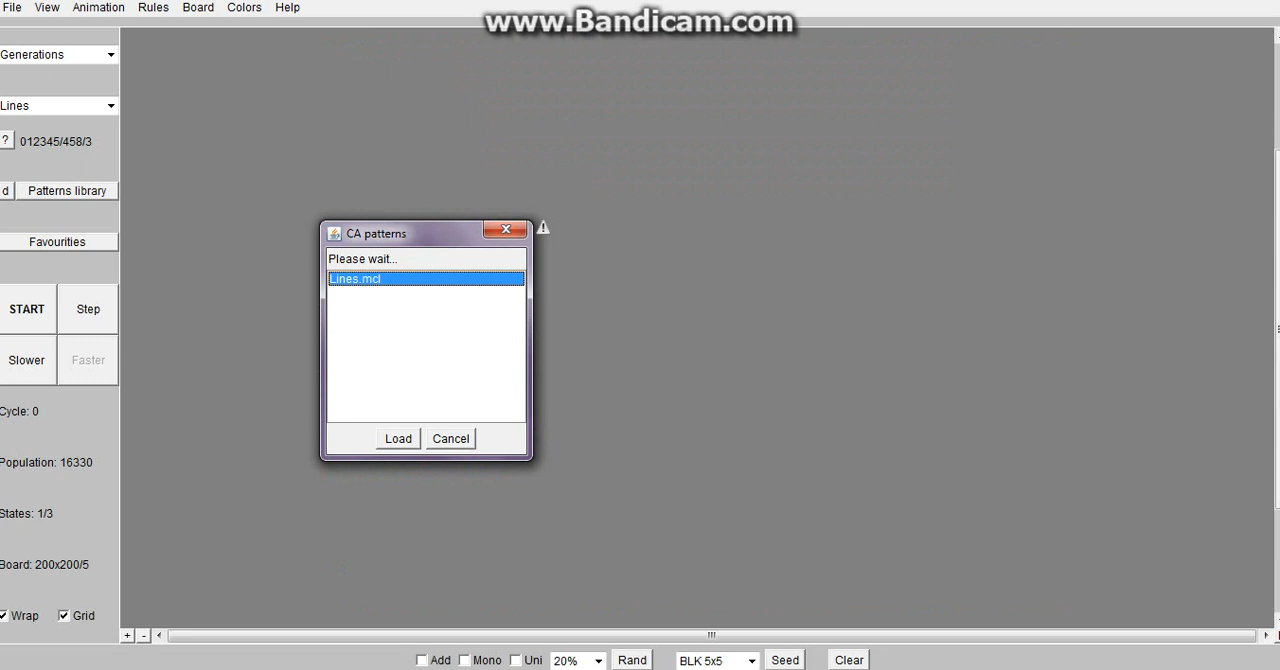 File View Animation Rules Board Colors Help
www.Bandicam.com
Generations
Lines
? 012345/458/3
d Patterns library
Favourities
START Step
Slower Faster
Cycle: 0
Population: 16330
States: 1/3
Board: 200x200/5
Wrap Grid
CA patterns
Please wait...
Lines.mcl
Load Cancel
+ -
Add Mono Uni 20% Rand BLK 5x5 Seed Clear